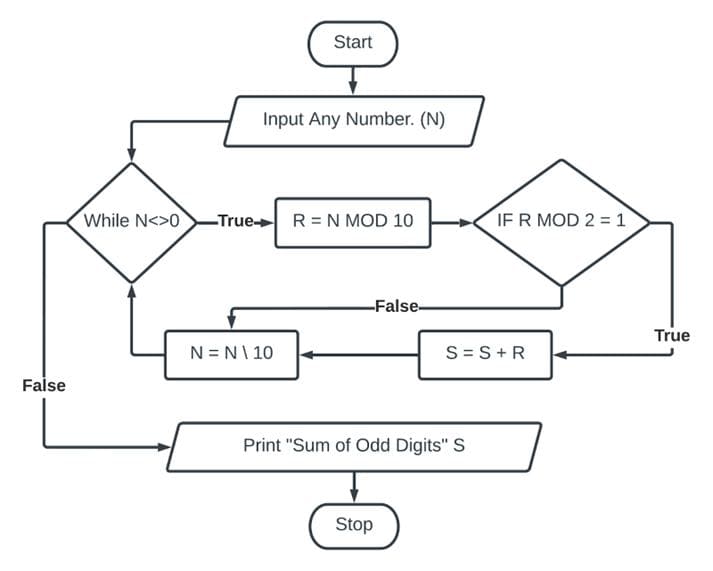 Start
Input Any Number. (N)
While N<>0
True
R = N MOD 10
IF R MOD 2 = 1
False
True
N = N \ 10
S = S + R
False
Print "Sum of Odd Digits" S
Stop